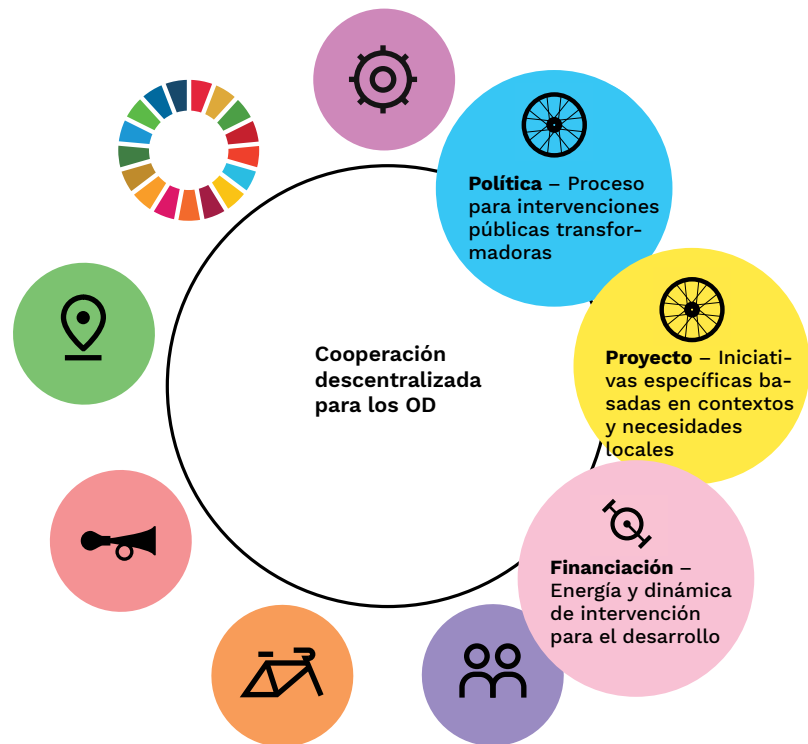 Política – Proceso
para intervenciones
públicas transfor-
madoras
Proyecto – Iniciati-
vas específicas ba-
sadas en contextos
y necesidades
locales
Cooperación
descentralizada
para los OD
Financiación –
Energía y dinámica
de intervención
para el desarrollo